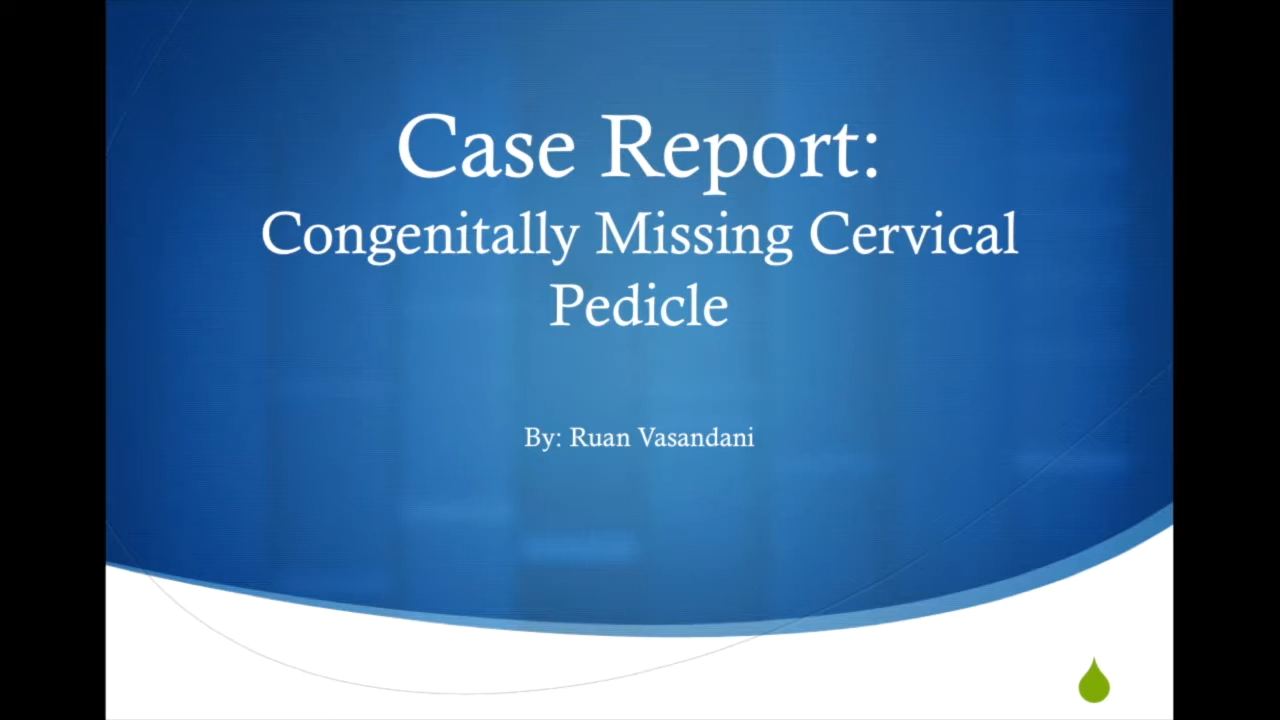 Case Report:
Congenitally Missing Cervical
Pedicle
By: Ruan Vasandani